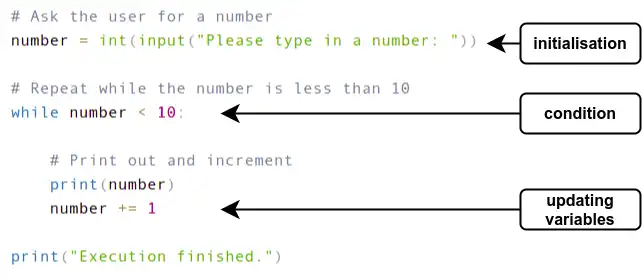 # Ask the user for a number
number = int(input("Please type in a number: "))
initialisation
# Repeat while the number is less than 10
while number < 10:
condition
# Print out and increment
print(number)
number += 1
updating
variables
print("Execution finished.")